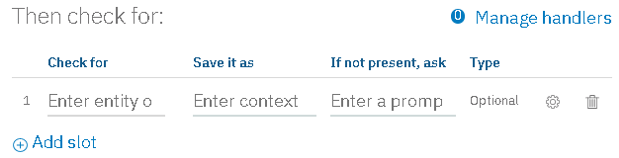 Then check for: 0 Manage handlers
Check for Save it as If not present, ask Type
1 Enter entity o Enter context Enter a promp Optional
Add slot